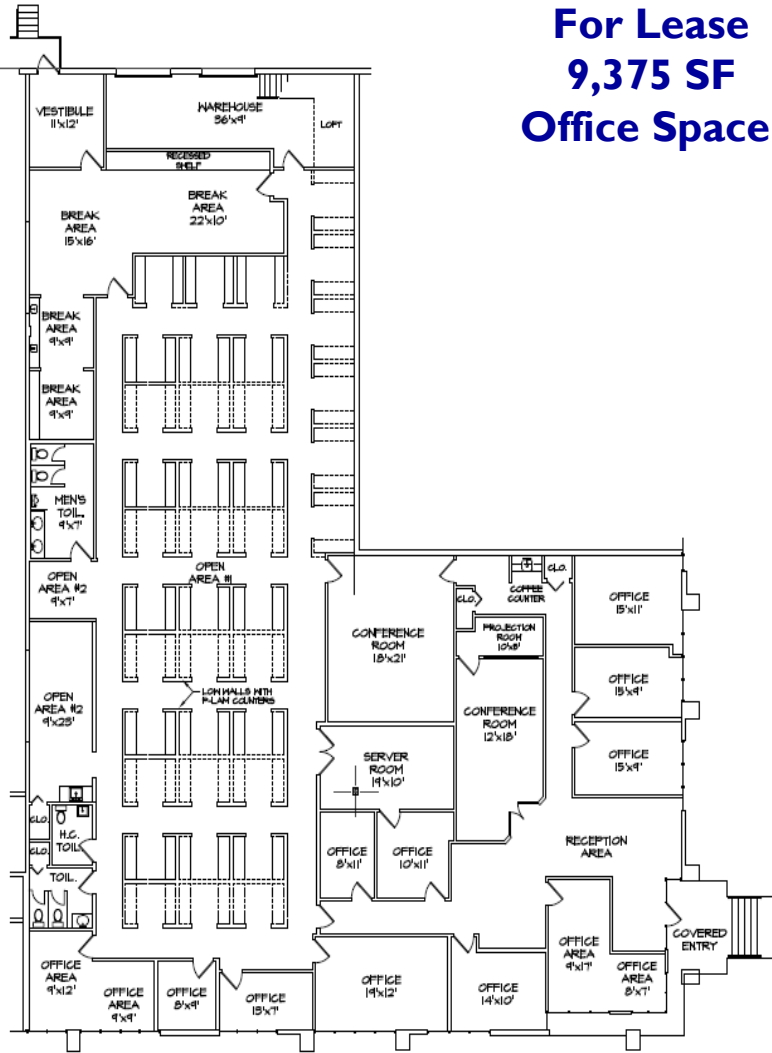 For Lease
9,375 SF
Office Space
VESTIBULE
11'x12'
WAREHOUSE
36'x9'
LOFT
RECESSED
SHELF
BREAK
AREA
22'x10'
BREAK
AREA
15'x16'
BREAK
AREA
9'x9'
BREAK
AREA
9'x9'
MEN'S
TOIL.
9'x7'
OPEN
AREA #2
9'x7'
OPEN
AREA #1
OPEN
AREA #2
9'x23'
LOW WALLS WITH
P-LAM COUNTERS
CLO.
H.C.
TOIL.
CLO.
TOIL.
CONFERENCE
ROOM
18'x21'
CLO.
COFFEE
COUNTER
CLO.
PROJECTION
ROOM
10'x8'
CONFERENCE
ROOM
12'x18'
OFFICE
15'x11'
OFFICE
15'x9'
OFFICE
15'x9'
SERVER
ROOM
19'x10'
OFFICE
8'x11'
OFFICE
10'x11'
RECEPTION
AREA
COVERED
ENTRY
OFFICE
AREA
9'x17'
OFFICE
AREA
8'x7'
OFFICE
AREA
9'x12'
OFFICE
AREA
9'x9'
OFFICE
8'x9'
OFFICE
13'x7'
OFFICE
19'x12'
OFFICE
14'x10'